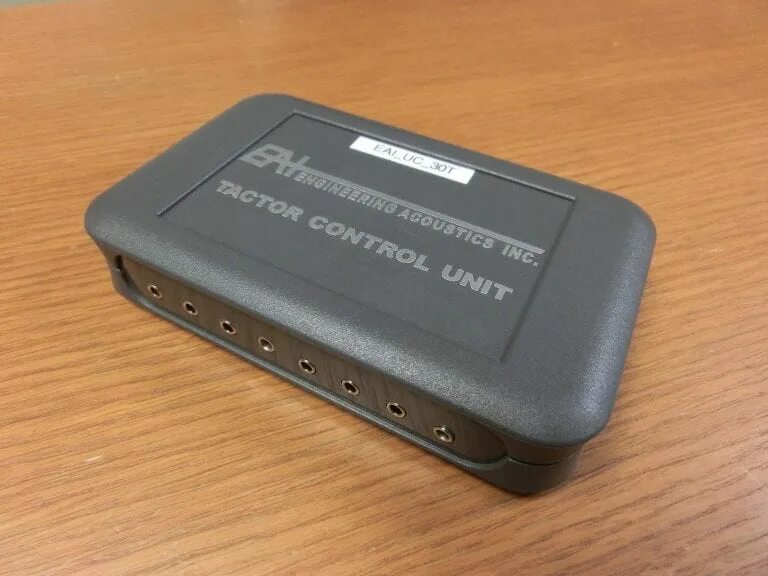 EAI_UC_30T
EAI
ENGINEERING ACOUSTICS INC.
TACTOR CONTROL UNIT